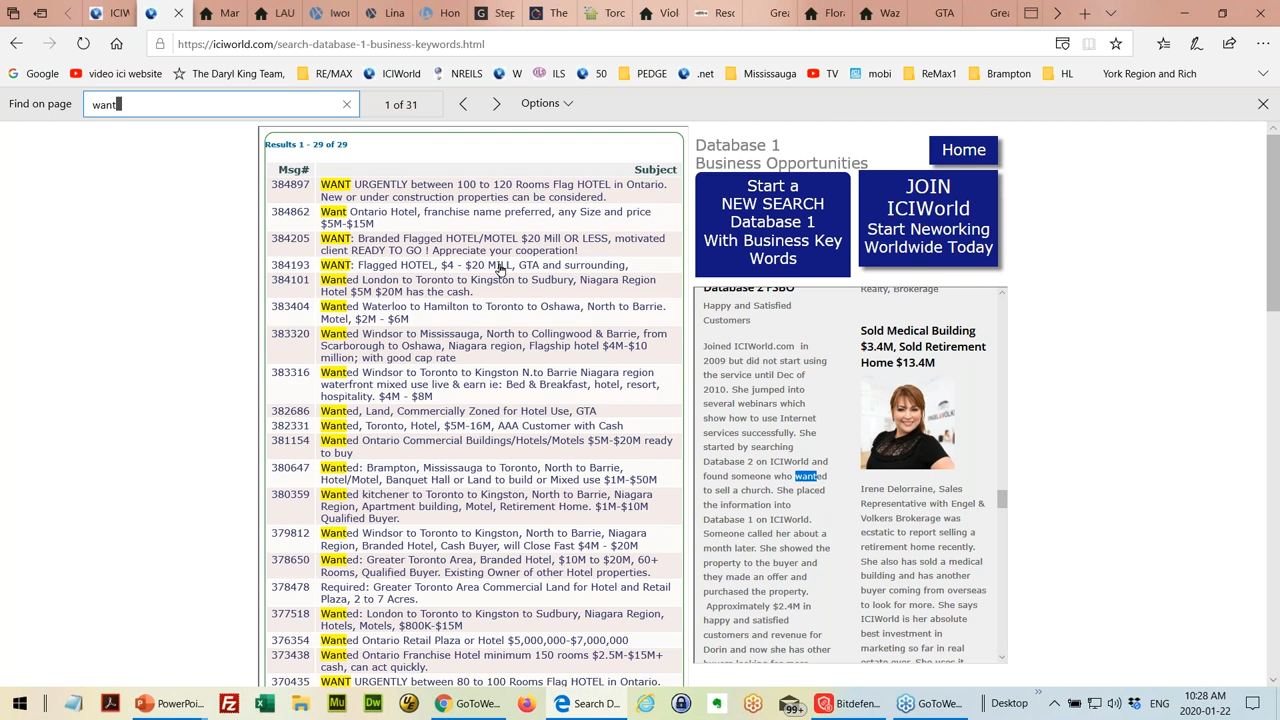 https://iciworld.com/search-database-1-business-keywords.html
Google
video ici website
The Daryl King Team,
RE/MAX
ICIWorld
NREILS
W
ILS
50
PEDGE
.net
Mississauga
TV
mobi
ReMax1
Brampton
HL
York Region and Rich
Find on page
want
1 of 31
Options
Results 1 - 29 of 29
Msg# Subject
384897 WANT URGENTLY between 100 to 120 Rooms Flag HOTEL in Ontario.
New or under construction properties can be considered.
384862 Want Ontario Hotel, franchise name preferred, any Size and price
$5M-$15M
384205 WANT: Branded Flagged HOTEL/MOTEL $20 Mill OR LESS, motivated
client READY TO GO ! Appreciate your cooperation!
384193 WANT: Flagged HOTEL, $4 - $20 MILL, GTA and surrounding,
384101 Wanted London to Toronto to Kingston to Sudbury, Niagara Region
Hotel $5M $20M has the cash.
383404 Wanted Waterloo to Hamilton to Toronto to Oshawa, North to Barrie.
Motel, $2M - $6M
383320 Wanted Windsor to Mississauga, North to Collingwood & Barrie, from
Scarborough to Oshawa, Niagara region, Flagship hotel $4M-$10
million; with good cap rate
383316 Wanted Windsor to Toronto to Kingston N.to Barrie Niagara region
waterfront mixed use live & earn ie: Bed & Breakfast, hotel, resort,
hospitality. $4M - $8M
382686 Wanted, Land, Commercially Zoned for Hotel Use, GTA
382331 Wanted, Toronto, Hotel, $5M-16M, AAA Customer with Cash
381154 Wanted Ontario Commercial Buildings/Hotels/Motels $5M-$20M ready
to buy
380647 Wanted: Brampton, Mississauga to Toronto, North to Barrie,
Hotel/Motel, Banquet Hall or Land to build or Mixed use $1M-$50M
380359 Wanted kitchener to Toronto to Kingston, North to Barrie, Niagara
Region, Apartment building, Motel, Retirement Home. $1M-$10M
Qualified Buyer.
379812 Wanted Windsor to Toronto to Kingston, North to Barrie, Niagara
Region, Branded Hotel, Cash Buyer, will Close Fast $4M - $20M
378650 Wanted: Greater Toronto Area, Branded Hotel, $10M to $20M, 60+
Rooms, Qualified Buyer. Existing Owner of other Hotel properties.
378478 Required: Greater Toronto Area Commercial Land for Hotel and Retail
Plaza, 2 to 7 Acres.
377518 Wanted: London to Toronto to Kingston to Sudbury, Niagara Region,
Hotels, Motels, $800K-$15M
376354 Wanted Ontario Retail Plaza or Hotel $5,000,000-$7,000,000
373438 Wanted Ontario Franchise Hotel minimum 150 rooms $2.5M-$15M+
cash, can act quickly.
370435 WANT URGENTLY between 80 to 100 Rooms Flag HOTEL in Ontario.
Database 1
Business Opportunities
Home
Start a
NEW SEARCH
Database 1
With Business Key
Words
JOIN
ICIWorld
Start Neworking
Worldwide Today
Database 2 FSBO
Happy and Satisfied
Customers
Joined ICIWorld.com in
2009 but did not start using
the service until Dec of
2010. She jumped into
several webinars which
show how to use Internet
services successfully. She
started by searching
Database 2 on ICIWorld and
found someone who wanted
to sell a church. She placed
the information into
Database 1 on ICIWorld.
Someone called her about a
month later. She showed the
property to the buyer and
they made an offer and
purchased the property.
Approximately $2.4M in
happy and satisfied
customers and revenue for
Dorin and now she has other
buyers looking for more
Realty, Brokerage
Sold Medical Building
$3.4M, Sold Retirement
Home $13.4M
Irene Delorraine, Sales
Representative with Engel &
Volkers Brokerage was
ecstatic to report selling a
retirement home recently.
She also has sold a medical
building and has another
buyer coming from overseas
to look for more. She says
ICIWorld is her absolute
best investment in
marketing so far in real
estate over. She uses it
PowerPoi...
GoToWe...
Search D...
99+
Bitdefen...
GoToWe...
Desktop
ENG
10:28 AM
2020-01-22